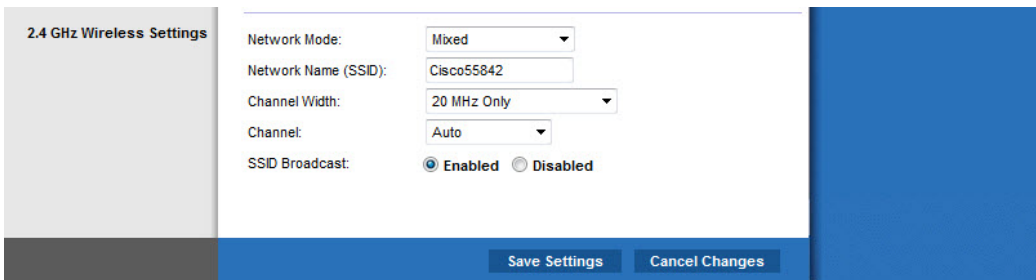 2.4 GHz Wireless Settings
Network Mode: Mixed
Network Name (SSID): Cisco55842
Channel Width: 20 MHz Only
Channel: Auto
SSID Broadcast: Enabled Disabled
Save Settings Cancel Changes